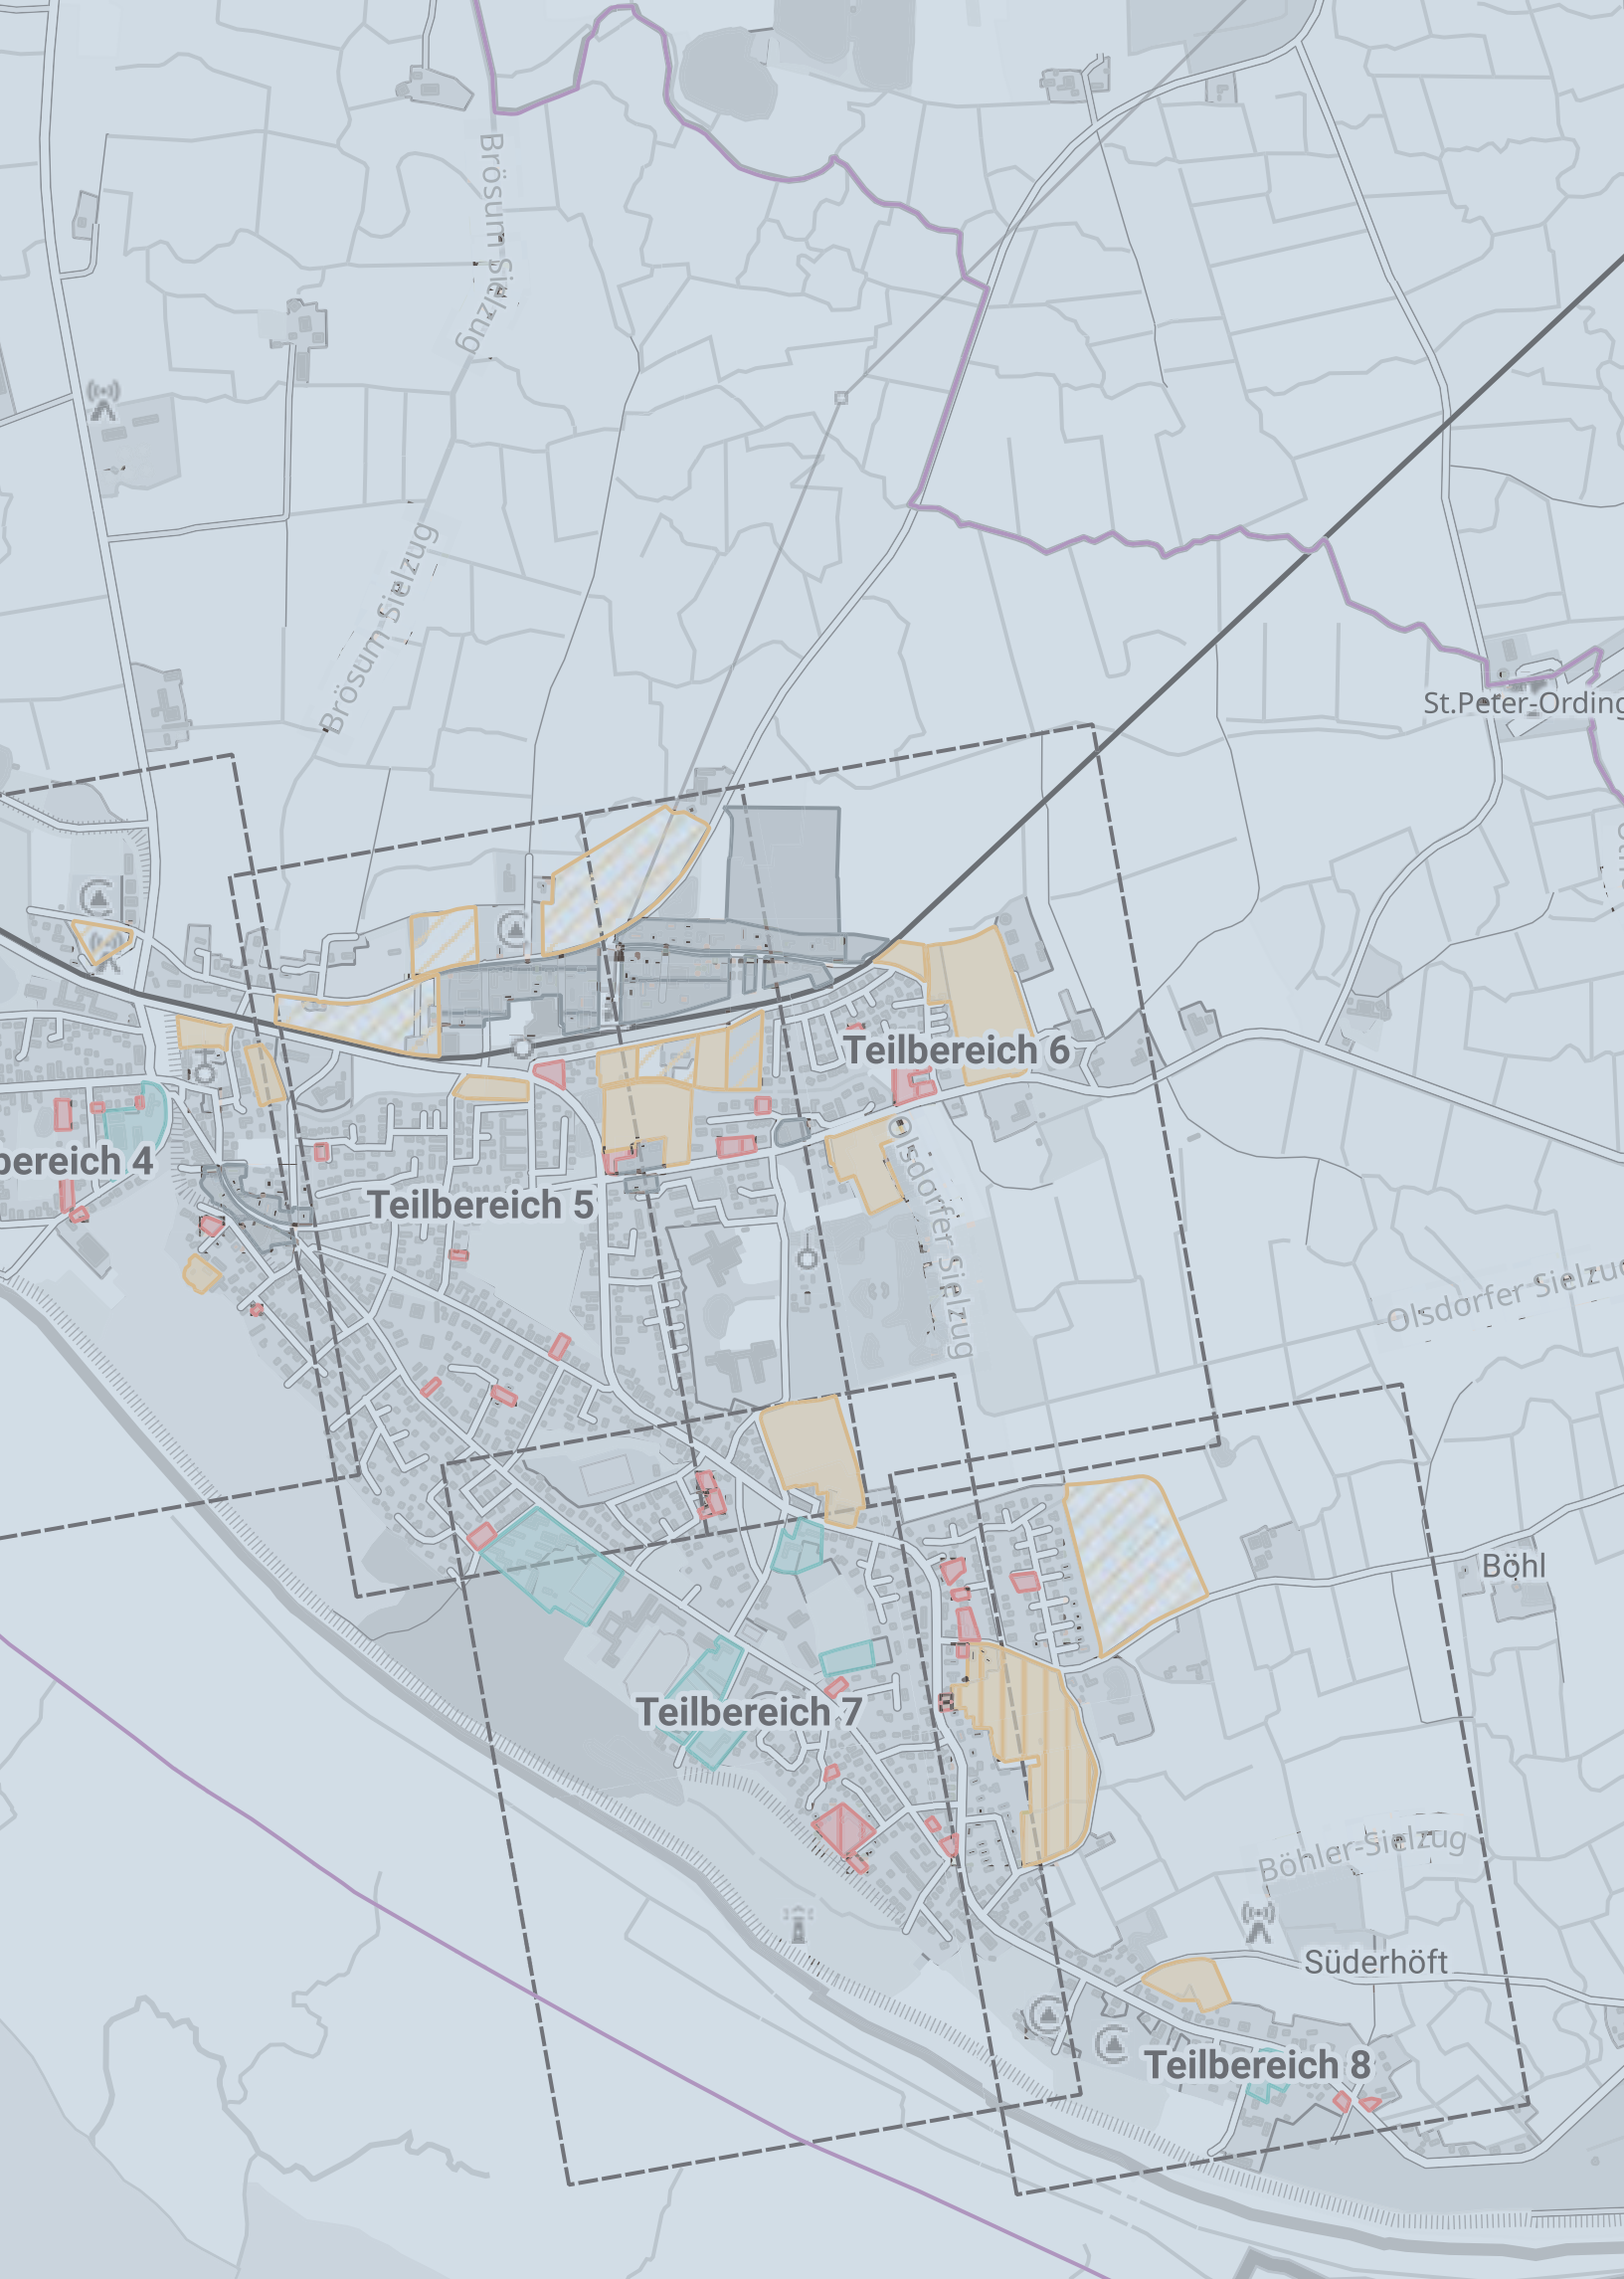 Brösum Sielzug
Brösum Sielzug
St.Peter-Ording
Teilbereich 6
bereich 4
Teilbereich 5
Olsdorfer Sielzug
Olsdorfer Sielzug
Böhl
Teilbereich 7
Böhler-Sielzug
Süderhöft
Teilbereich 8